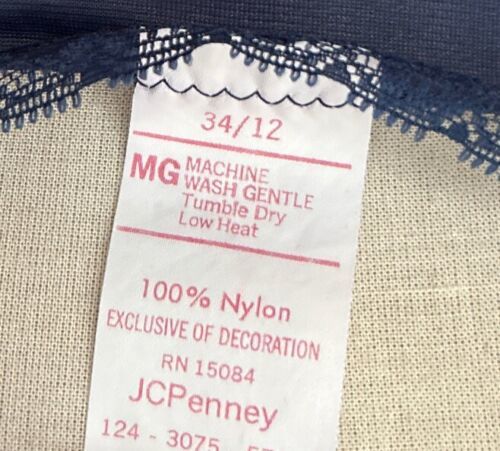 34/12
MG MACHINE
WASH GENTLE
Tumble Dry
Low Heat
100% Nylon
EXCLUSIVE OF DECORATION
RN 15084
JCPenney
124 - 3075